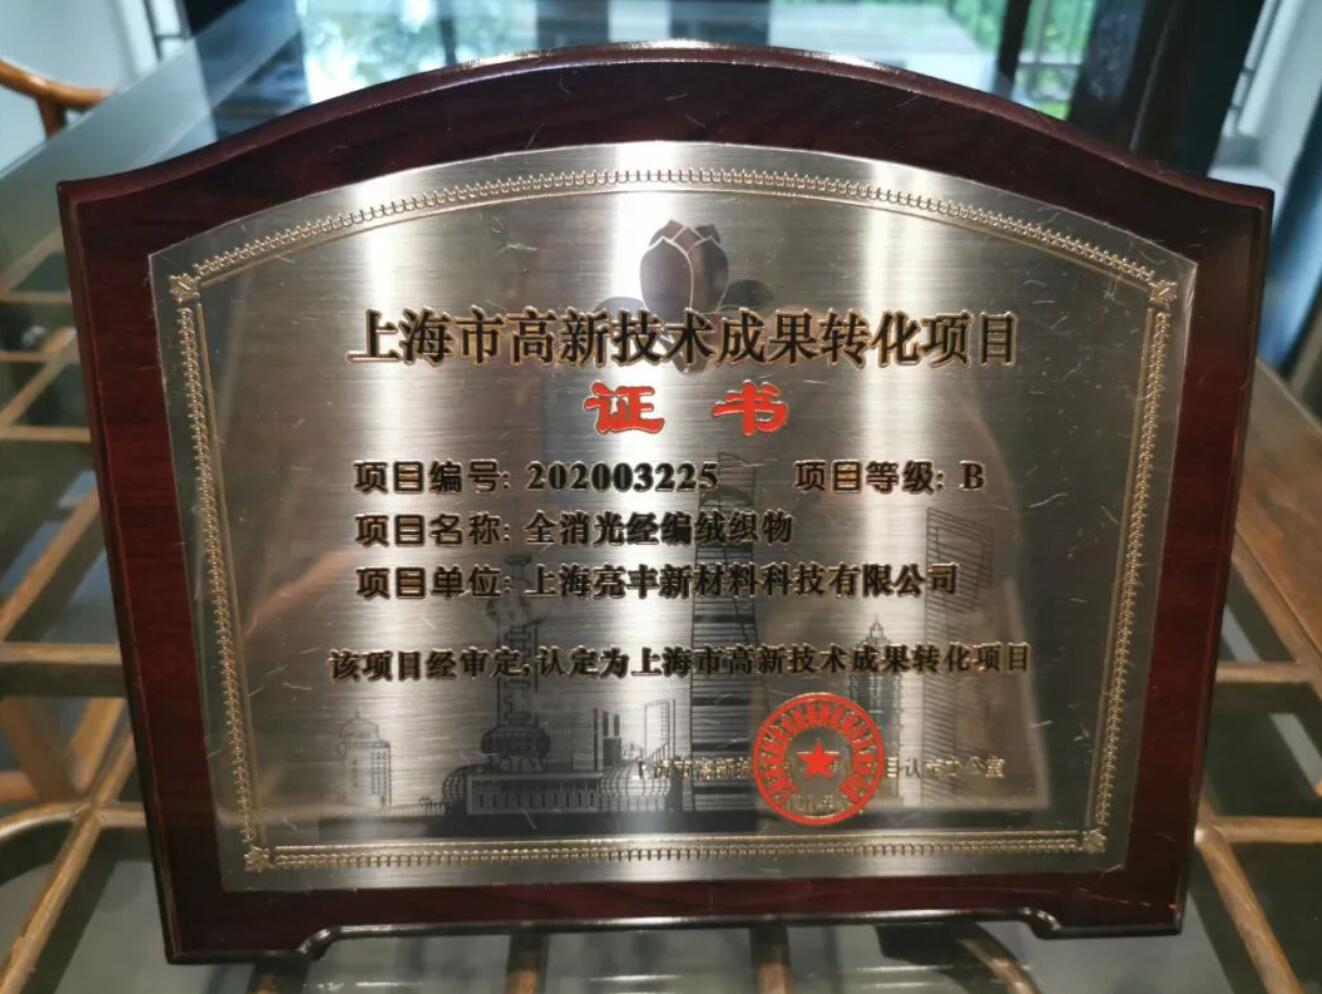 上海市高新技术成果转化项目
证书
项目编号: 202003225 项目等级: B
项目名称: 全消光经编绒织物
项目单位: 上海亮丰新材料科技有限公司
该项目经审定,认定为上海市高新技术成果转化项目